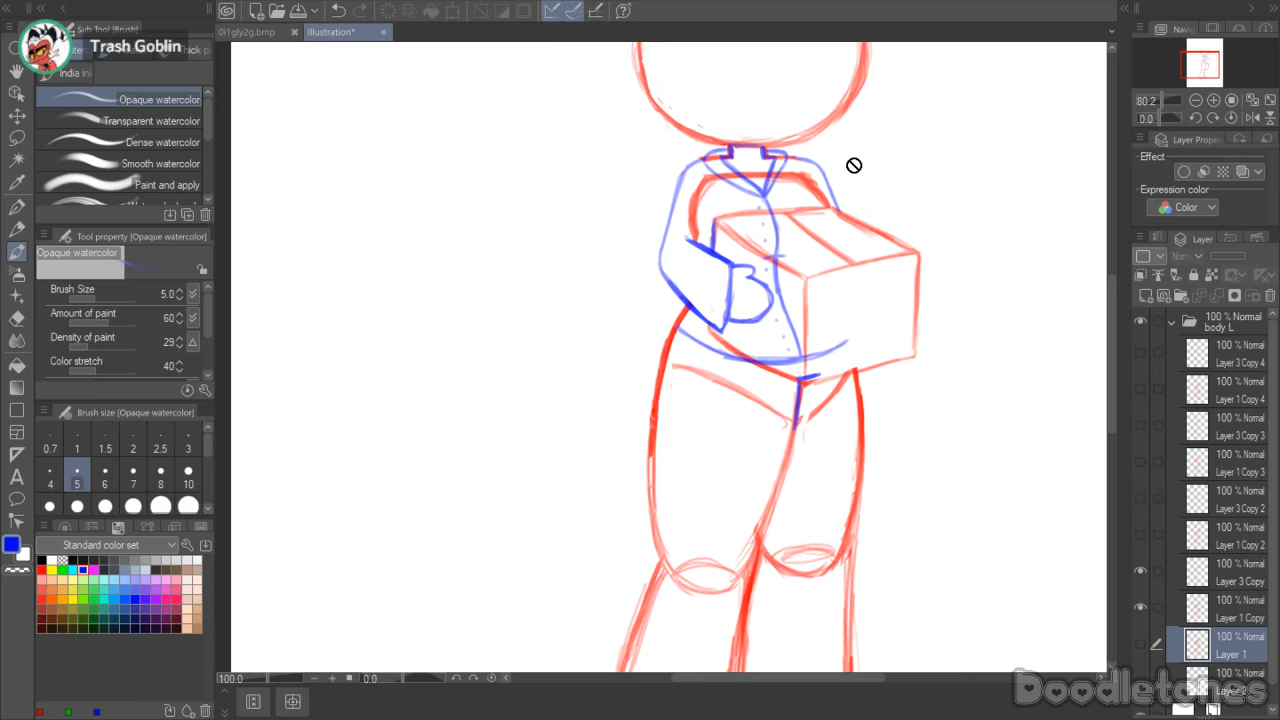 Sub Tool [Brush]
Trash Goblin
Thick p
India in
Opaque watercolor
Transparent watercolor
Dense watercolor
Smooth watercolor
Paint and apply
Tool property [Opaque watercolor]
Opaque watercolor
Brush Size 5.0
Amount of paint 60
Density of paint 29
Color stretch 40
Brush size [Opaque watercolor]
0.7 1 1.5 2 2.5 3
4 5 6 7 8 10
Standard color set
0i1gly2g.bmp
Illustration*
100.0
0.0
80.2
0.0
Layer Prope
Effect
Expression color
Color
Layer
100 % Normal
body L
100 % Normal
Layer 3 Copy 4
100 % Normal
Layer 1 Copy 4
100 % Normal
Layer 3 Copy 3
100 % Normal
Layer 1 Copy 3
100 % Normal
Layer 3 Copy 2
100 % Normal
Layer 1 Copy 2
100 % Normal
Layer 3 Copy
100 % Normal
Layer 1 Copy
100 % Normal
Layer 1
100 % Normal
Doodletones